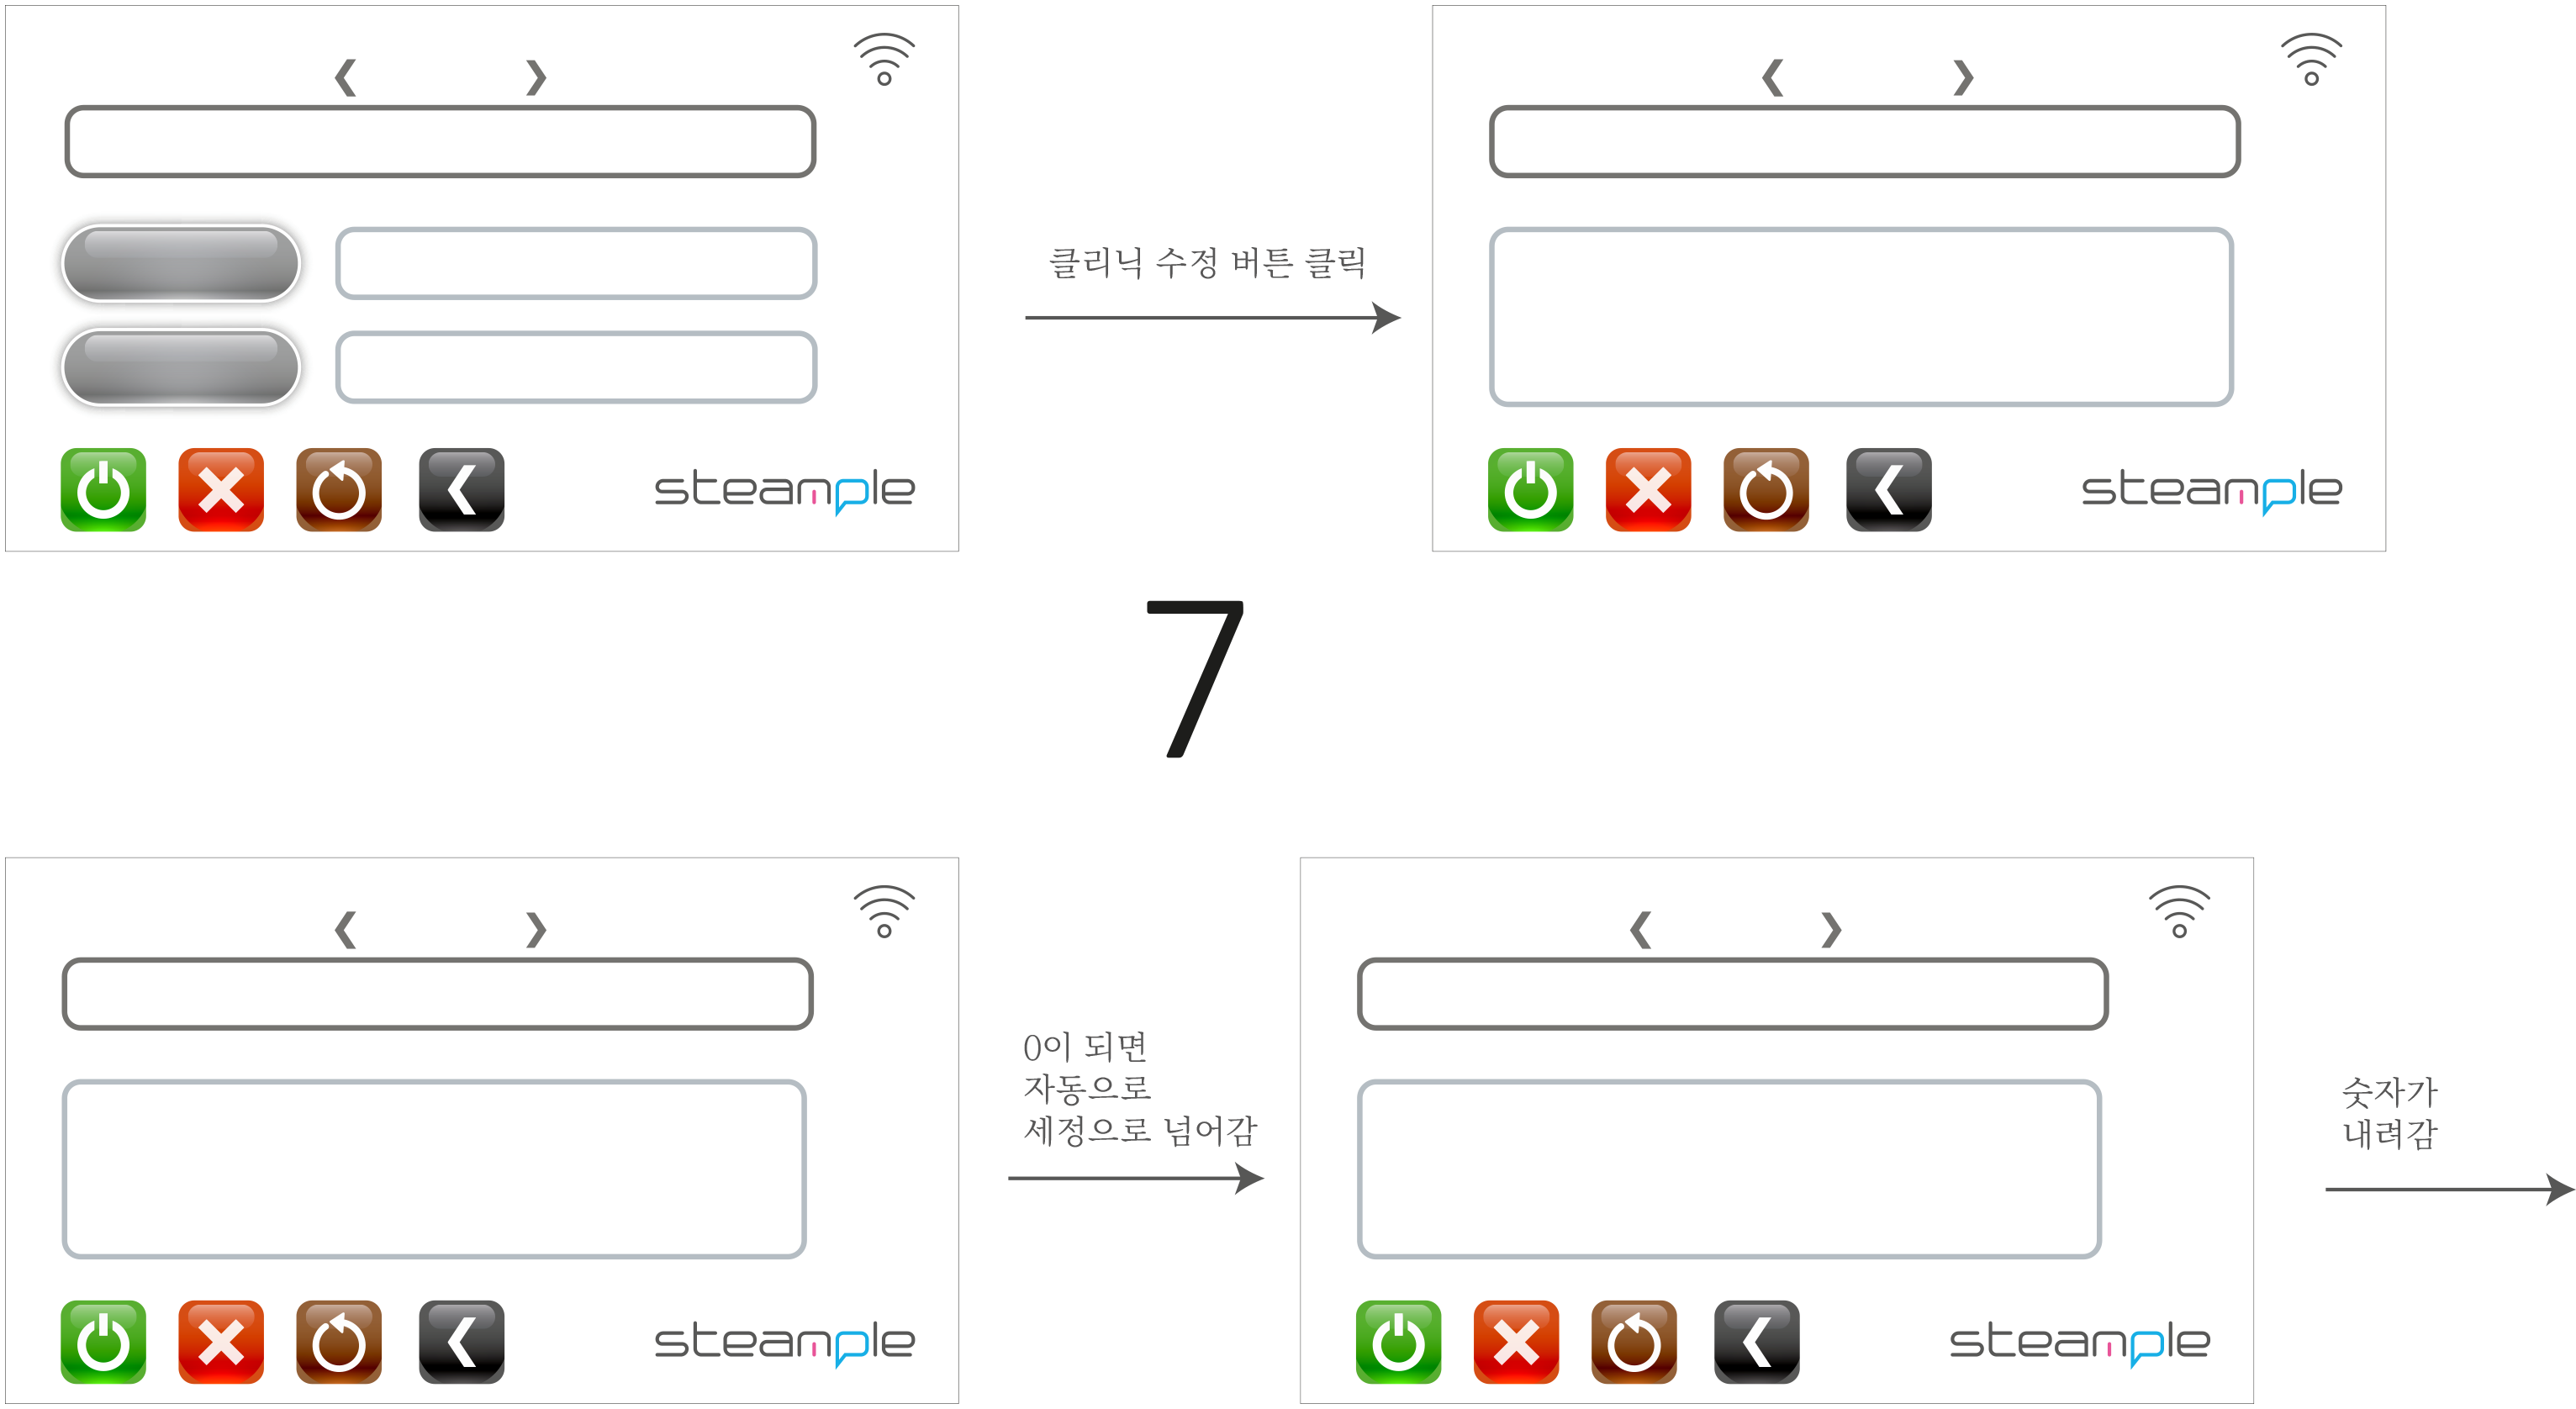 steample
클리닉 수정 버튼 클릭
steample
7
steample
0이 되면
자동으로
세정으로 넘어감
steample
숫자가
내려감